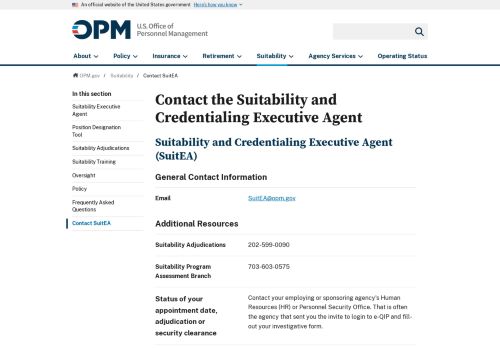 An official website of the United States government Here's how you know
OPM U.S. Office of
Personnel Management
About Policy Insurance Retirement Suitability Agency Services Operating Status
OPM.gov / Suitability / Contact SuitEA
In this section
Suitability Executive
Agent
Position Designation
Tool
Suitability Adjudications
Suitability Training
Oversight
Policy
Frequently Asked
Questions
Contact SuitEA
Contact the Suitability and
Credentialing Executive Agent
Suitability and Credentialing Executive Agent
(SuitEA)
General Contact Information
Email SuitEA@opm.gov
Additional Resources
Suitability Adjudications 202-599-0090
Suitability Program
Assessment Branch
703-603-0575
Status of your
appointment date,
adjudication or
security clearance
Contact your employing or sponsoring agency's Human
Resources (HR) or Personnel Security Office. That is often
the agency that sent you the invite to login to e-QIP and fill-
out your investigative form.